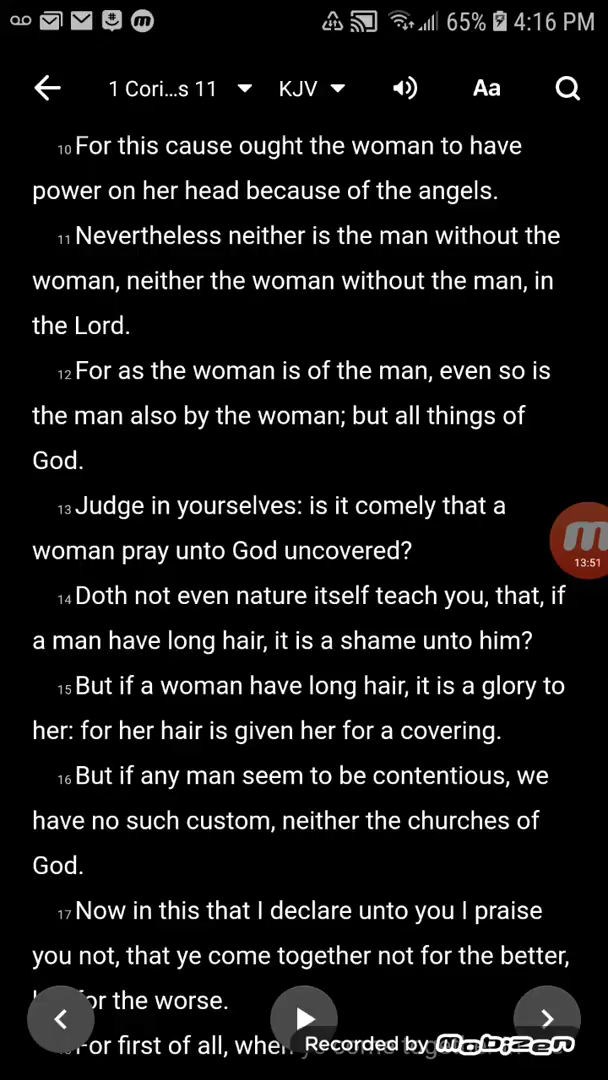 65% 4:16 PM
1 Cori...s 11 KJV Aa
10 For this cause ought the woman to have
power on her head because of the angels.
11 Nevertheless neither is the man without the
woman, neither the woman without the man, in
the Lord.
12 For as the woman is of the man, even so is
the man also by the woman; but all things of
God.
13 Judge in yourselves: is it comely that a
woman pray unto God uncovered?
13:51
14 Doth not even nature itself teach you, that, if
a man have long hair, it is a shame unto him?
15 But if a woman have long hair, it is a glory to
her: for her hair is given her for a covering.
16 But if any man seem to be contentious, we
have no such custom, neither the churches of
God.
17 Now in this that I declare unto you I praise
you not, that ye come together not for the better,
for the worse.
For first of all, when
Recorded by Mobizen